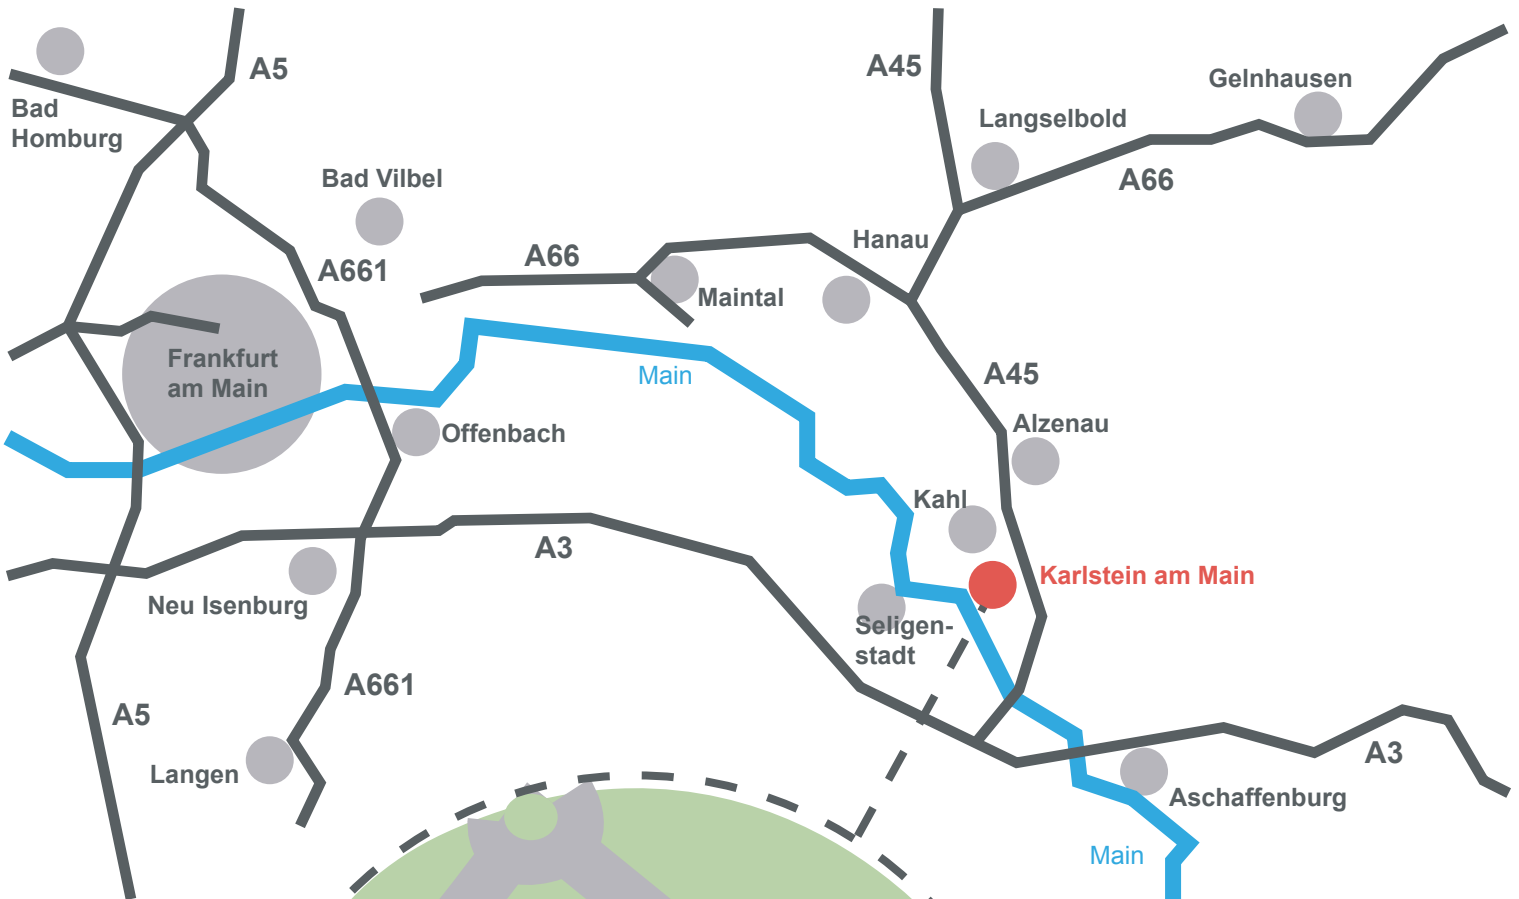 A5
A45
Gelnhausen
Bad
Homburg
Langselbold
Bad Vilbel
A66
Hanau
A66
A661
Maintal
Frankfurt
am Main
Main
A45
Alzenau
Offenbach
Kahl
A3
Karlstein am Main
Neu Isenburg
Seligen-
stadt
A661
A5
A3
Langen
Aschaffenburg
Main